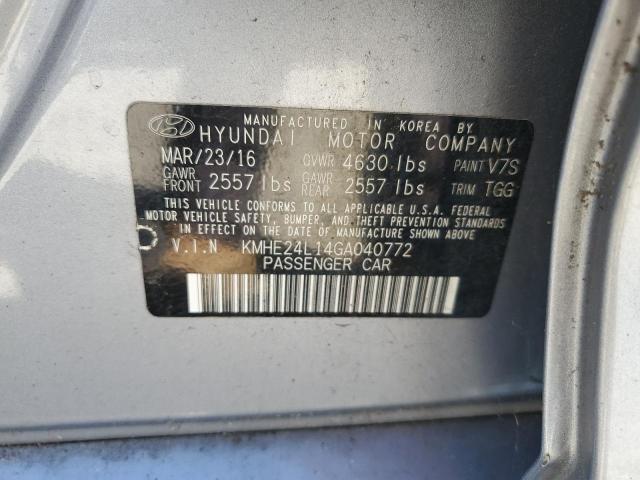 MANUFACTURED IN KOREA BY
HYUNDAI MOTOR COMPANY
MAR/23/16 GVWR 4630 lbs PAINT V7S
GAWR FRONT 2557 lbs GAWR REAR 2557 lbs TRIM TGG
THIS VEHICLE CONFORMS TO ALL APPLICABLE U.S.A. FEDERAL
MOTOR VEHICLE SAFETY, BUMPER, AND THEFT PREVENTION STANDARDS
IN EFFECT ON THE DATE OF MANUFACTURE SHOWN ABOVE.
V.I.N KMHE24L14GA040772
PASSENGER CAR